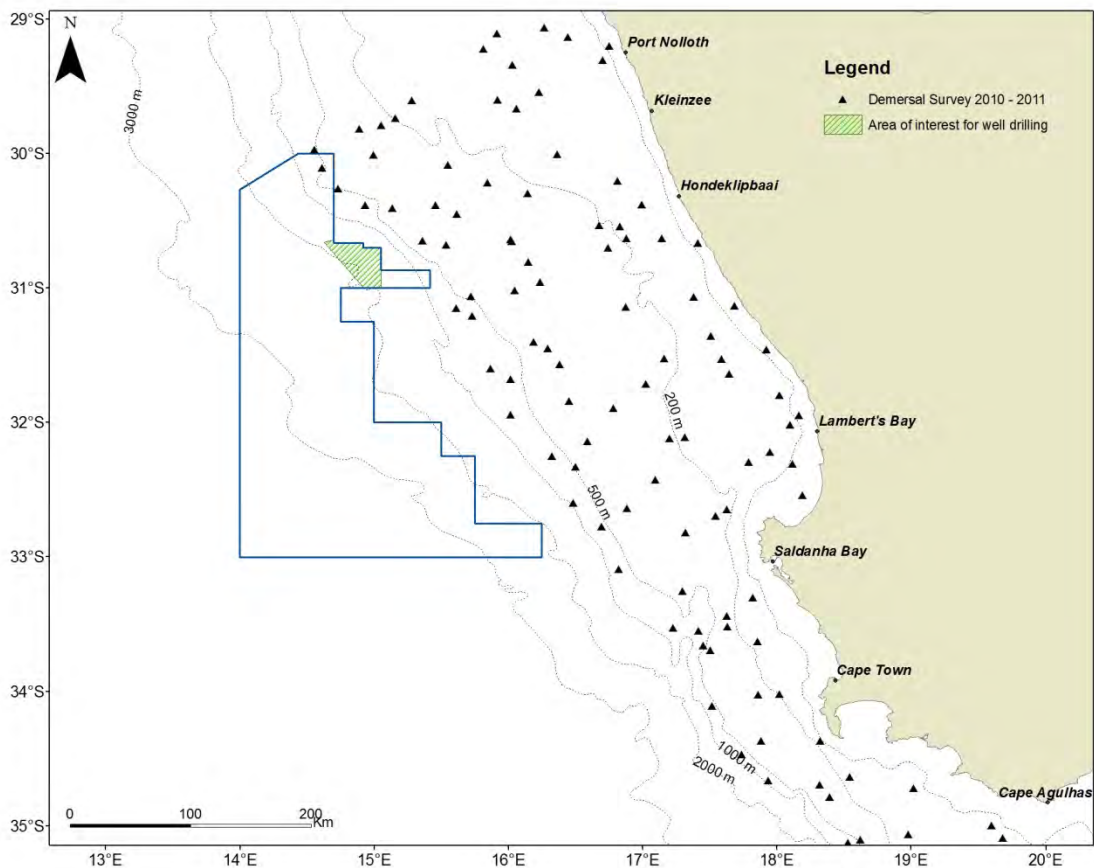 29°S
N
Port Nolloth
Legend
Demersal Survey 2010 - 2011
Area of interest for well drilling
3000 m
Kleinzee
30°S
Hondeklipbaai
31°S
200 m
32°S
Lambert's Bay
500 m
33°S
Saldanha Bay
Cape Town
34°S
1000 m
2000 m
Cape Agulhas
0 100 200
Km
35°S
13°E 14°E 15°E 16°E 17°E 18°E 19°E 20°E